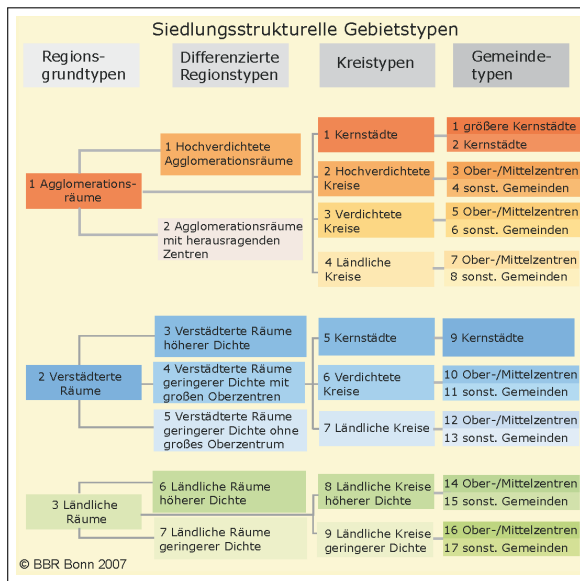 Siedlungsstrukturelle Gebietstypen
Regions-
grundtypen
Differenzierte
Regionstypen
Kreistypen
Gemeinde-
typen
1 Agglomerations-
räume
1 Hochverdichtete
Agglomerationsräume
2 Agglomerationsräume
mit herausragenden
Zentren
1 Kernstädte
2 Hochverdichtete
Kreise
3 Verdichtete
Kreise
4 Ländliche
Kreise
1 größere Kernstädte
2 Kernstädte
3 Ober-/Mittelzentren
4 sonst. Gemeinden
5 Ober-/Mittelzentren
6 sonst. Gemeinden
7 Ober-/Mittelzentren
8 sonst. Gemeinden
2 Verstädterte
Räume
3 Verstädterte Räume
höherer Dichte
4 Verstädterte Räume
geringerer Dichte mit
großen Oberzentren
5 Verstädterte Räume
geringerer Dichte ohne
großes Oberzentrum
5 Kernstädte
6 Verdichtete
Kreise
7 Ländliche Kreise
9 Kernstädte
10 Ober-/Mittelzentren
11 sonst. Gemeinden
12 Ober-/Mittelzentren
13 sonst. Gemeinden
3 Ländliche
Räume
6 Ländliche Räume
höherer Dichte
7 Ländliche Räume
geringerer Dichte
8 Ländliche Kreise
höherer Dichte
9 Ländliche Kreise
geringerer Dichte
14 Ober-/Mittelzentren
15 sonst. Gemeinden
16 Ober-/Mittelzentren
17 sonst. Gemeinden
© BBR Bonn 2007